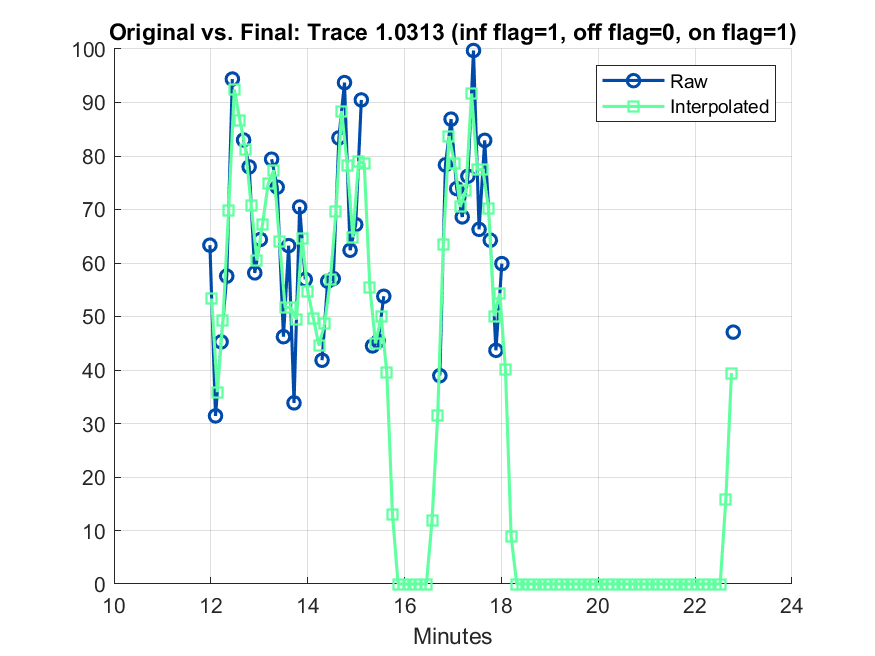 Original vs. Final: Trace 1.0313 (inf flag=1, off flag=0, on flag=1)
100
90
80
70
60
50
40
30
20
10
0
Raw
Interpolated
10 12 14 16 18 20 22 24
Minutes